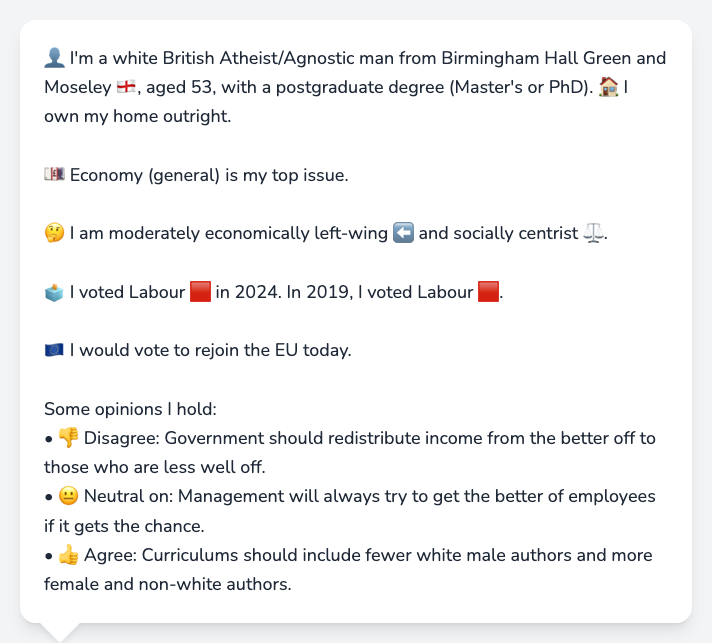 👤 I'm a white British Atheist/Agnostic man from Birmingham Hall Green and
Moseley 🏴󠁧󠁢󠁥󠁮󠁧󠁿, aged 53, with a postgraduate degree (Master's or PhD). 🏠 I
own my home outright.
💷 Economy (general) is my top issue.
🤔 I am moderately economically left-wing ⬅️ and socially centrist ⚖️.
🗳️ I voted Labour 🟥 in 2024. In 2019, I voted Labour 🟥.
🇪🇺 I would vote to rejoin the EU today.
Some opinions I hold:
• 👎 Disagree: Government should redistribute income from the better off to
those who are less well off.
• 😐 Neutral on: Management will always try to get the better of employees
if it gets the chance.
• 👍 Agree: Curriculums should include fewer white male authors and more
female and non-white authors.